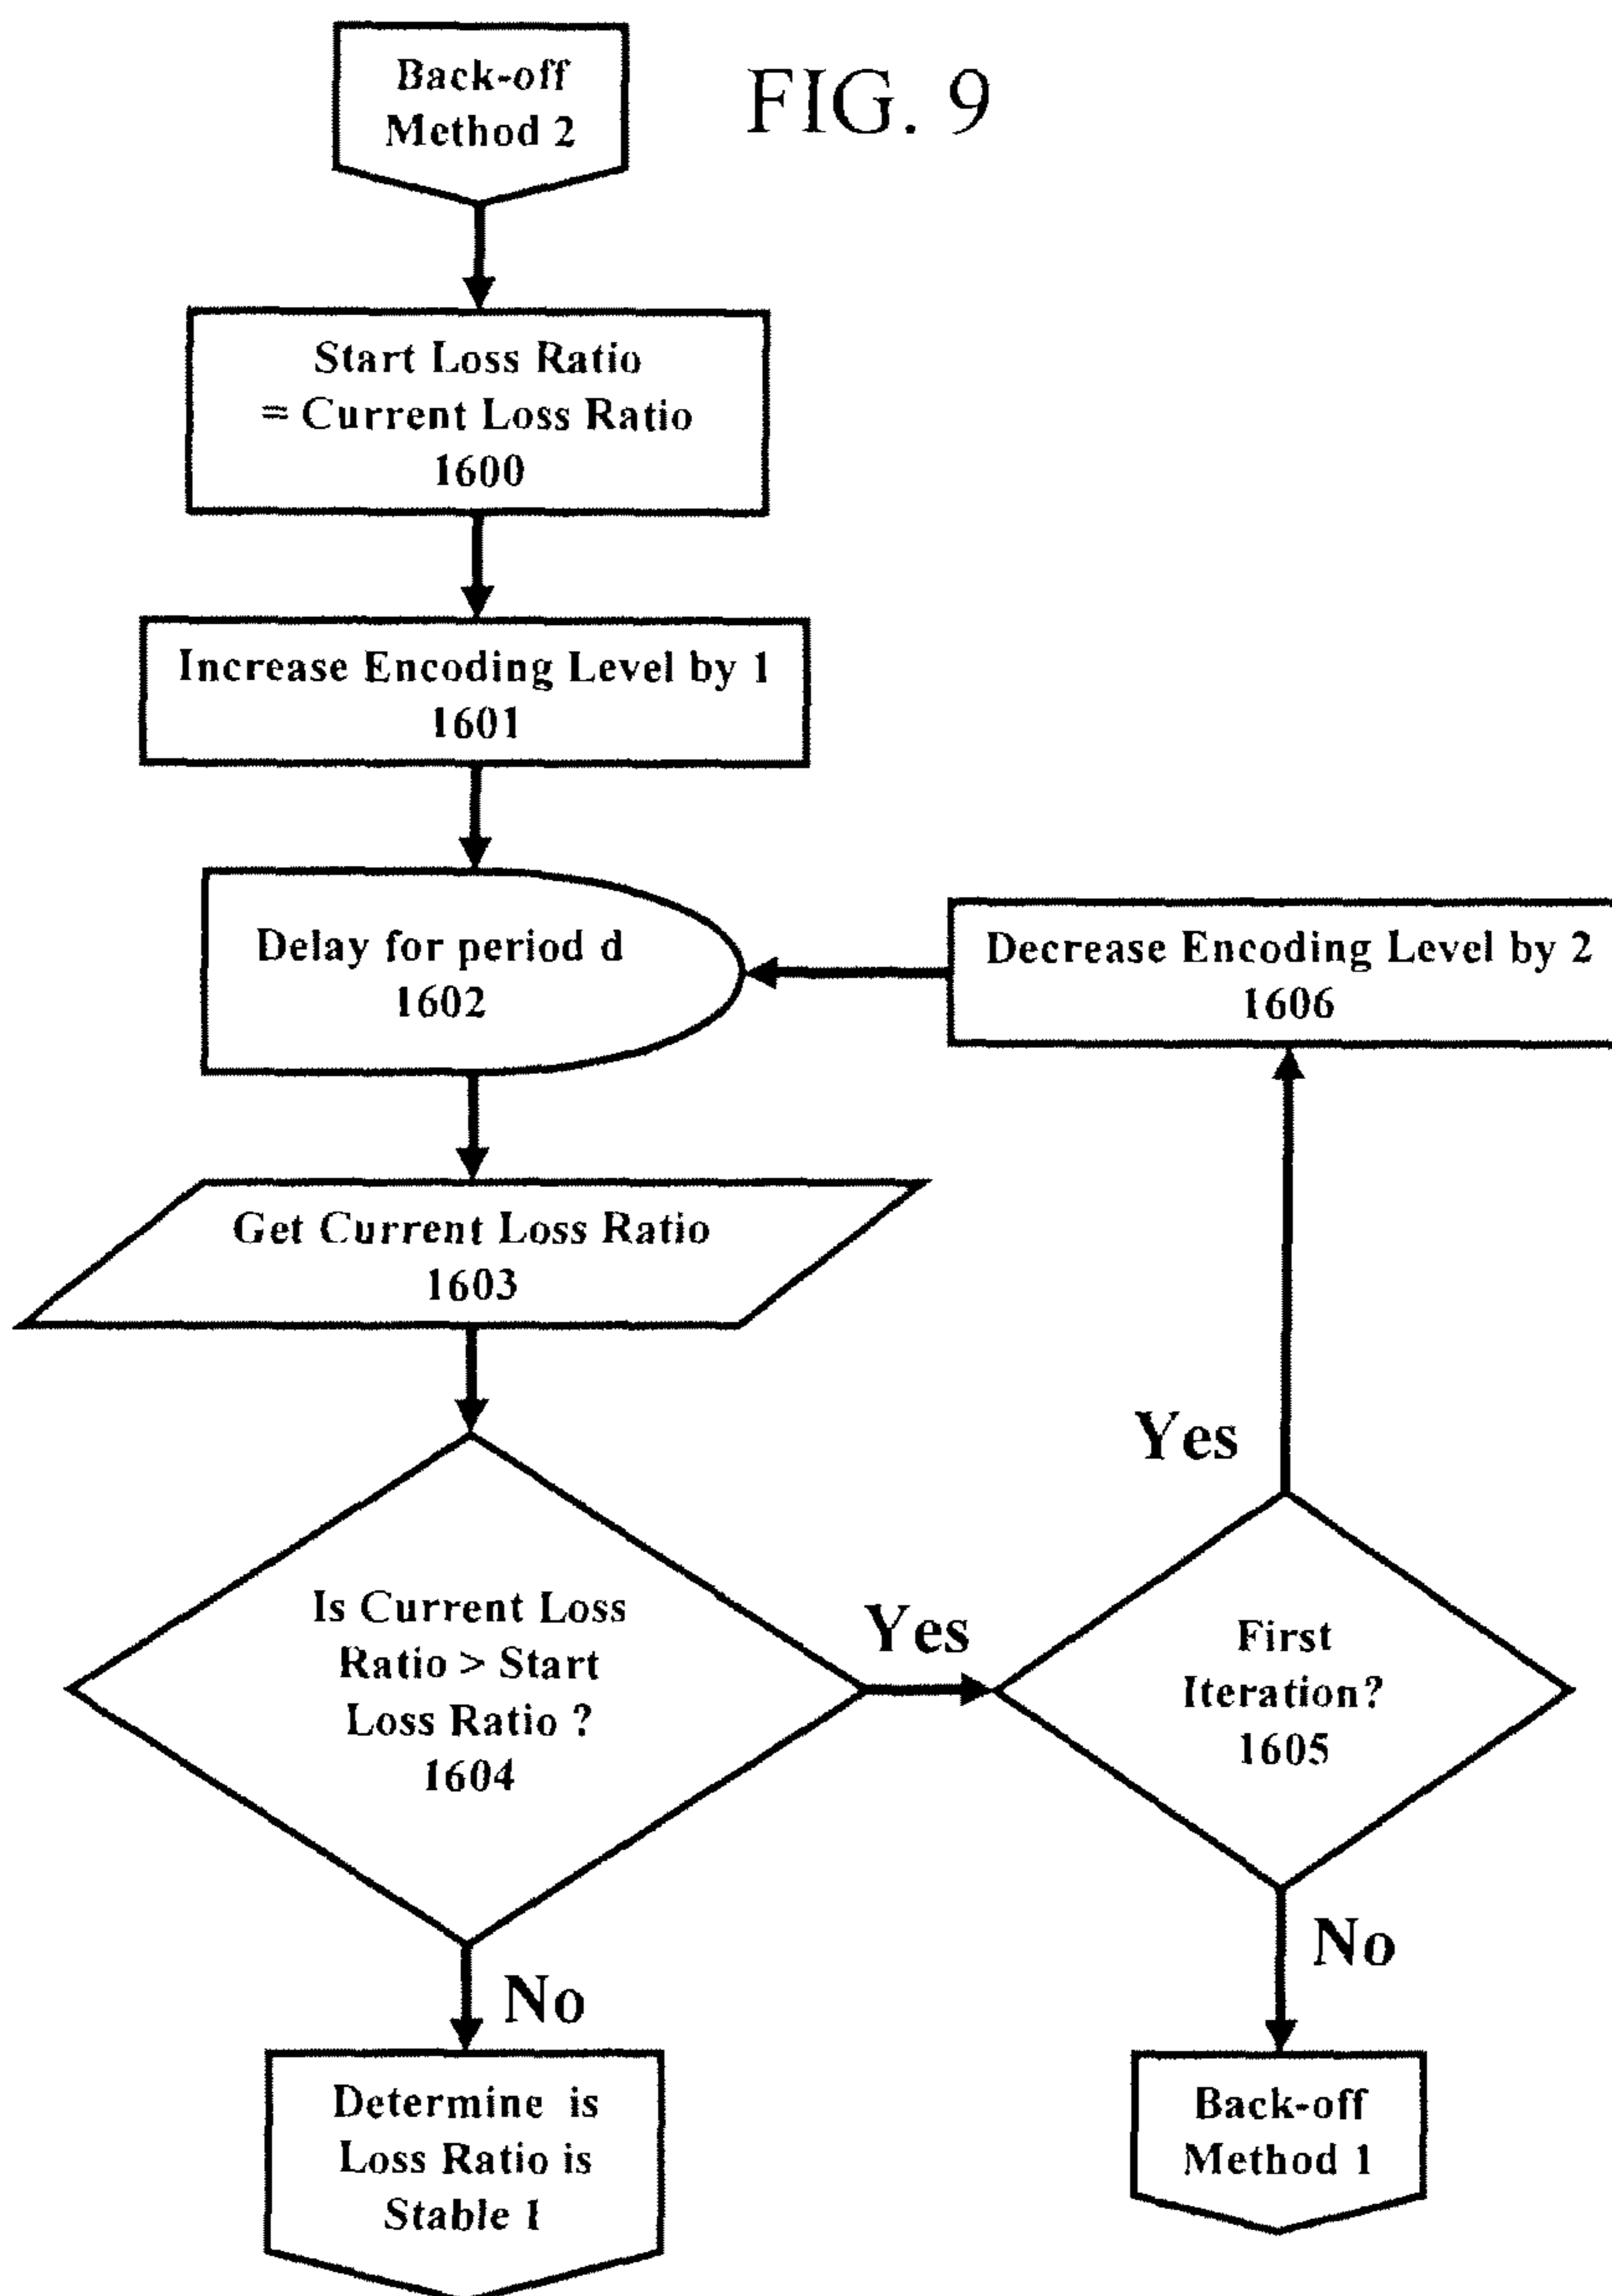 FIG. 9
Back-off
Method 2
Start Loss Ratio
= Current Loss Ratio
1600
Increase Encoding Level by 1
1601
Delay for period d
1602
Decrease Encoding Level by 2
1606
Get Current Loss Ratio
1603
Yes
Is Current Loss
Ratio > Start
Loss Ratio ?
1604
Yes
First
Iteration?
1605
No
No
Determine is
Loss Ratio is
Stable 1
Back-off
Method 1